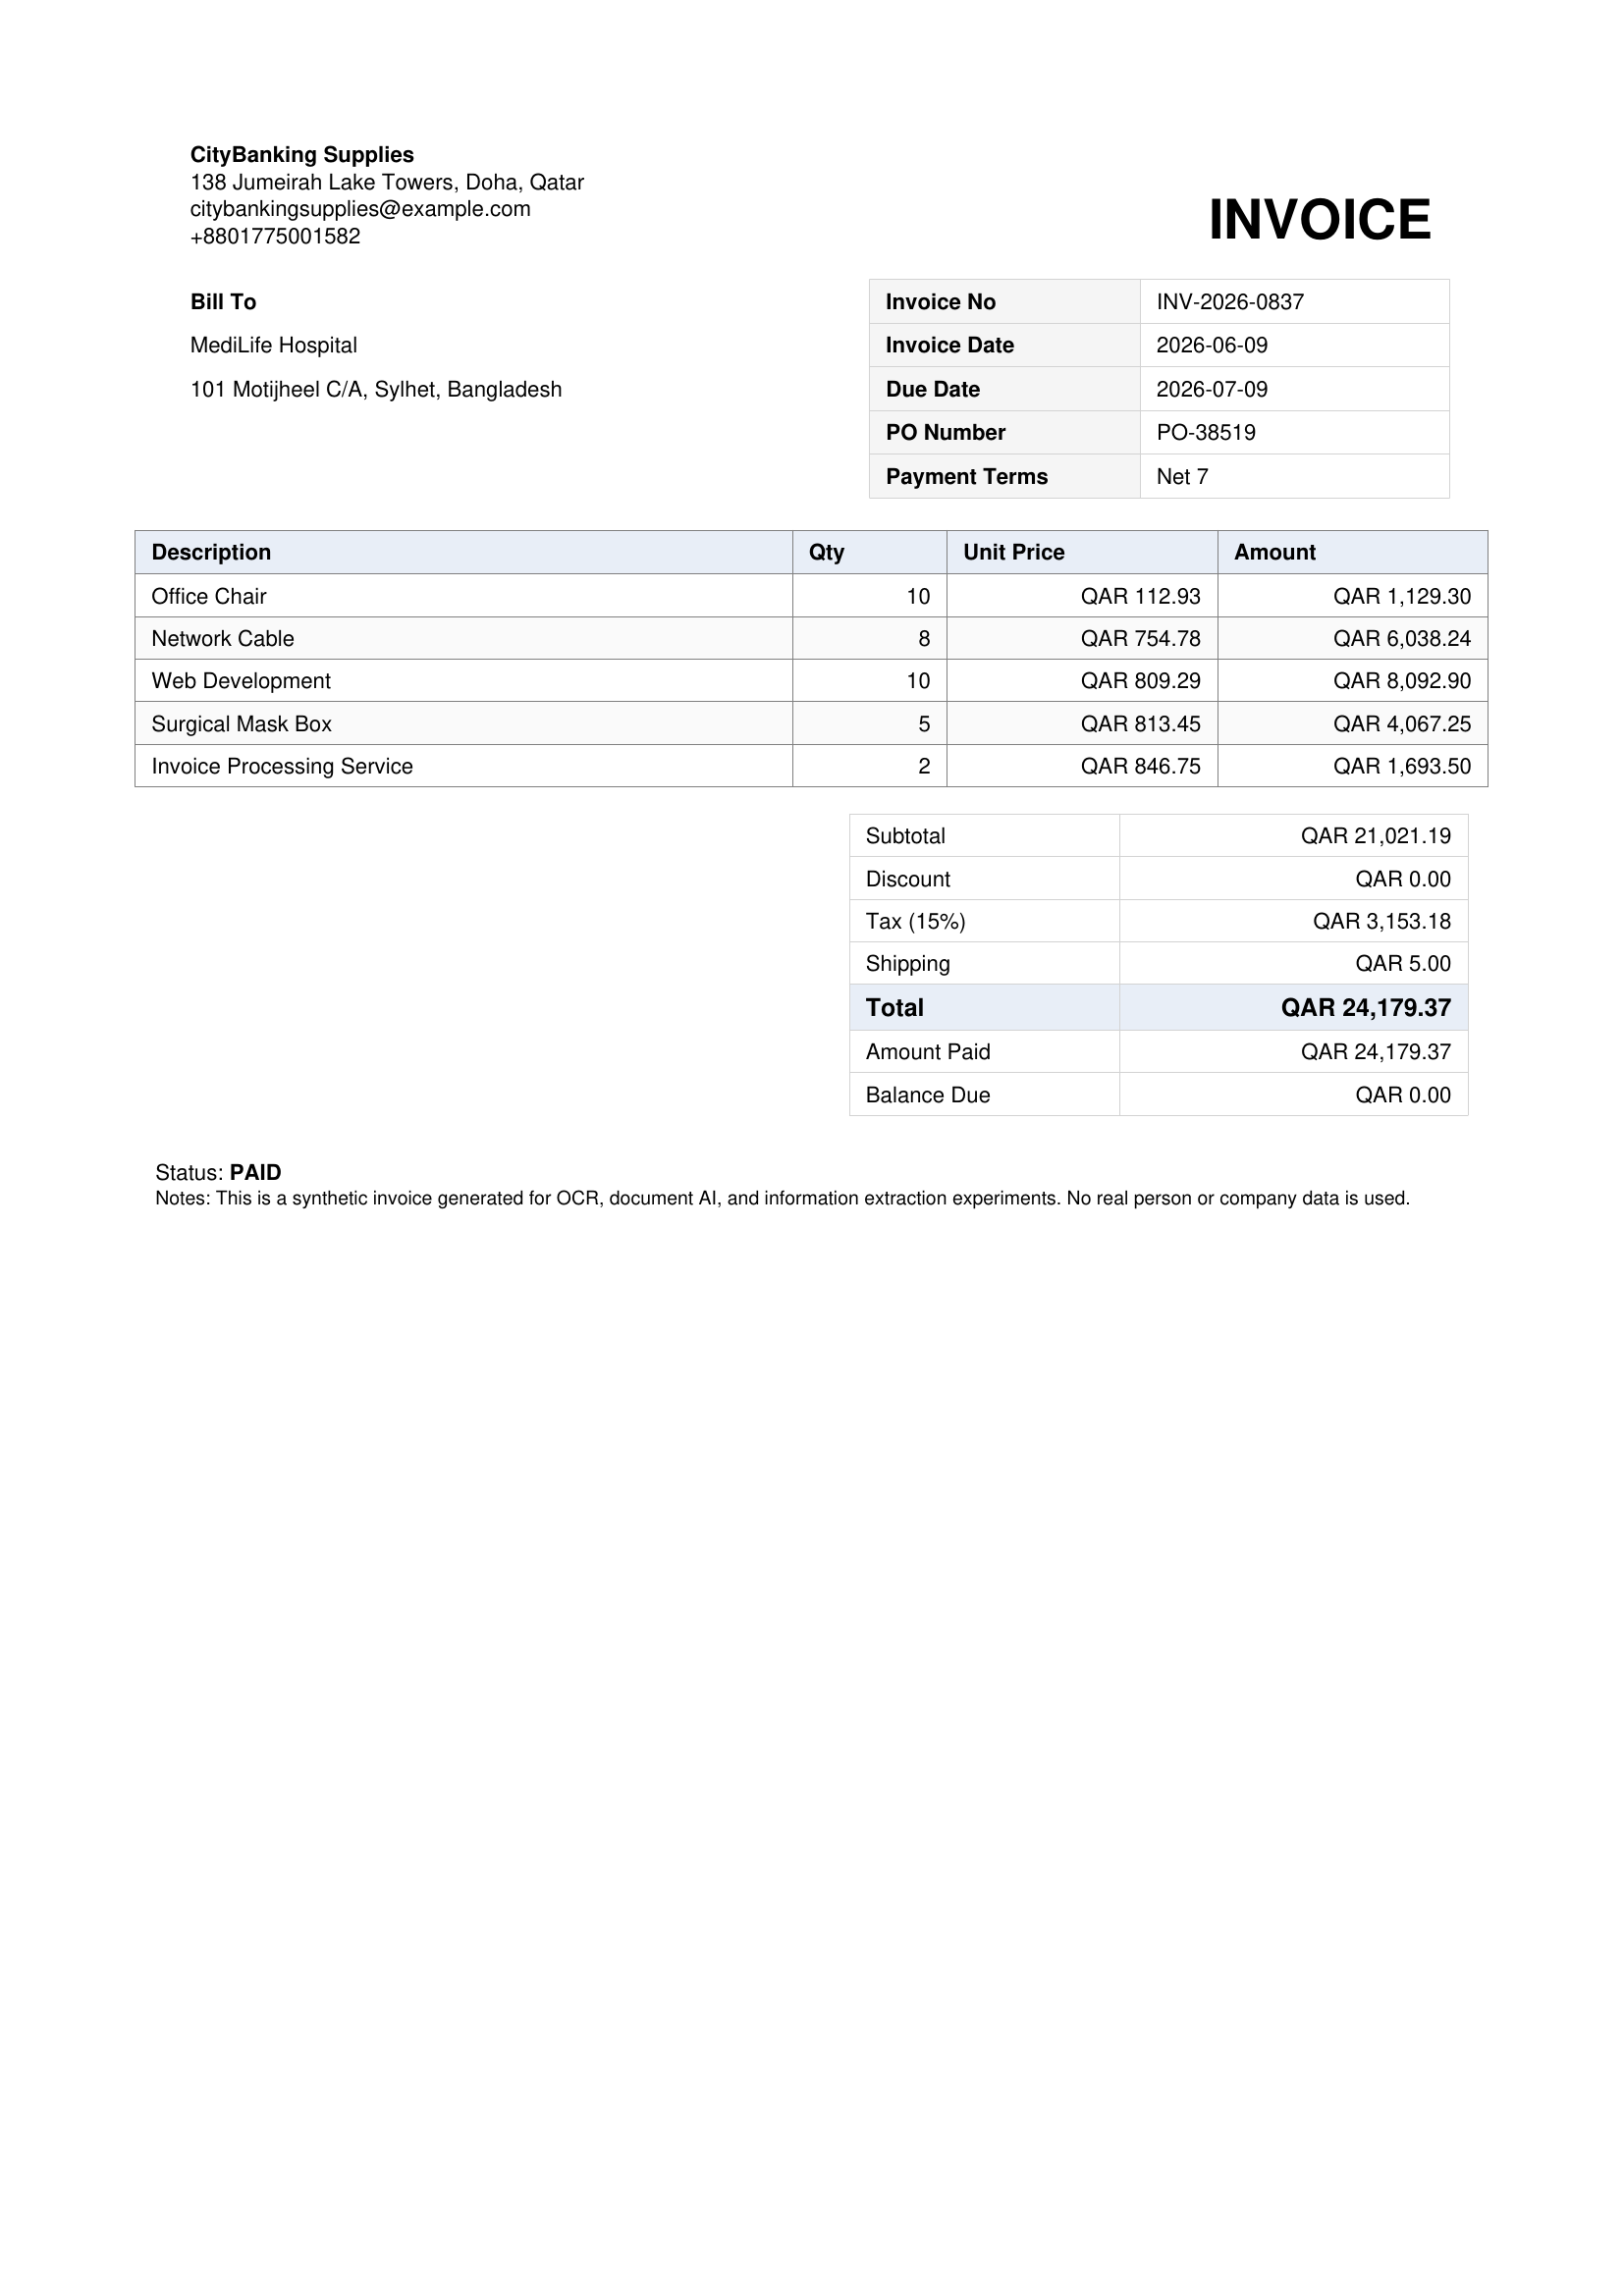 CityBanking Supplies
138 Jumeirah Lake Towers, Doha, Qatar
citybankingsupplies@example.com
+8801775001582
INVOICE
Bill To
MediLife Hospital
101 Motijheel C/A, Sylhet, Bangladesh
Invoice No INV-2026-0837
Invoice Date 2026-06-09
Due Date 2026-07-09
PO Number PO-38519
Payment Terms Net 7
Description Qty Unit Price Amount
Office Chair 10 QAR 112.93 QAR 1,129.30
Network Cable 8 QAR 754.78 QAR 6,038.24
Web Development 10 QAR 809.29 QAR 8,092.90
Surgical Mask Box 5 QAR 813.45 QAR 4,067.25
Invoice Processing Service 2 QAR 846.75 QAR 1,693.50
Subtotal QAR 21,021.19
Discount QAR 0.00
Tax (15%) QAR 3,153.18
Shipping QAR 5.00
Total QAR 24,179.37
Amount Paid QAR 24,179.37
Balance Due QAR 0.00
Status: PAID
Notes: This is a synthetic invoice generated for OCR, document AI, and information extraction experiments. No real person or company data is used.